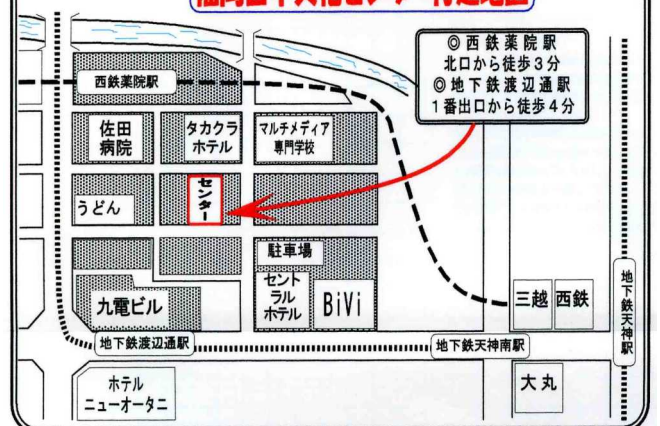 ◎西鉄薬院駅
北口から徒歩３分
◎地下鉄渡辺通駅
１番出口から徒歩４分
西鉄薬院駅
佐田
病院
タカクラ
ホテル
マルチメディア
専門学校
うどん
センター
駐車場
セント
ラル
ホテル
BiVi
九電ビル
三越
西鉄
地下鉄天神駅
地下鉄渡辺通駅
地下鉄天神南駅
ホテル
ニューオータニ
大丸